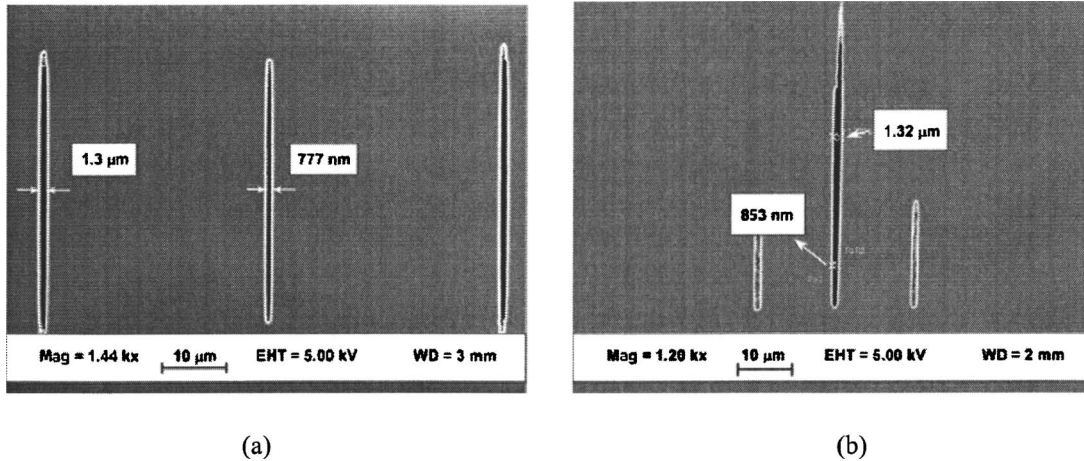 1.3 µm
777 nm
Mag = 1.44 kx
10 µm
EHT = 5.00 kV
WD = 3 mm
(a)
1.32 µm
853 nm
Mag = 1.20 kx
10 µm
EHT = 5.00 kV
WD = 2 mm
(b)